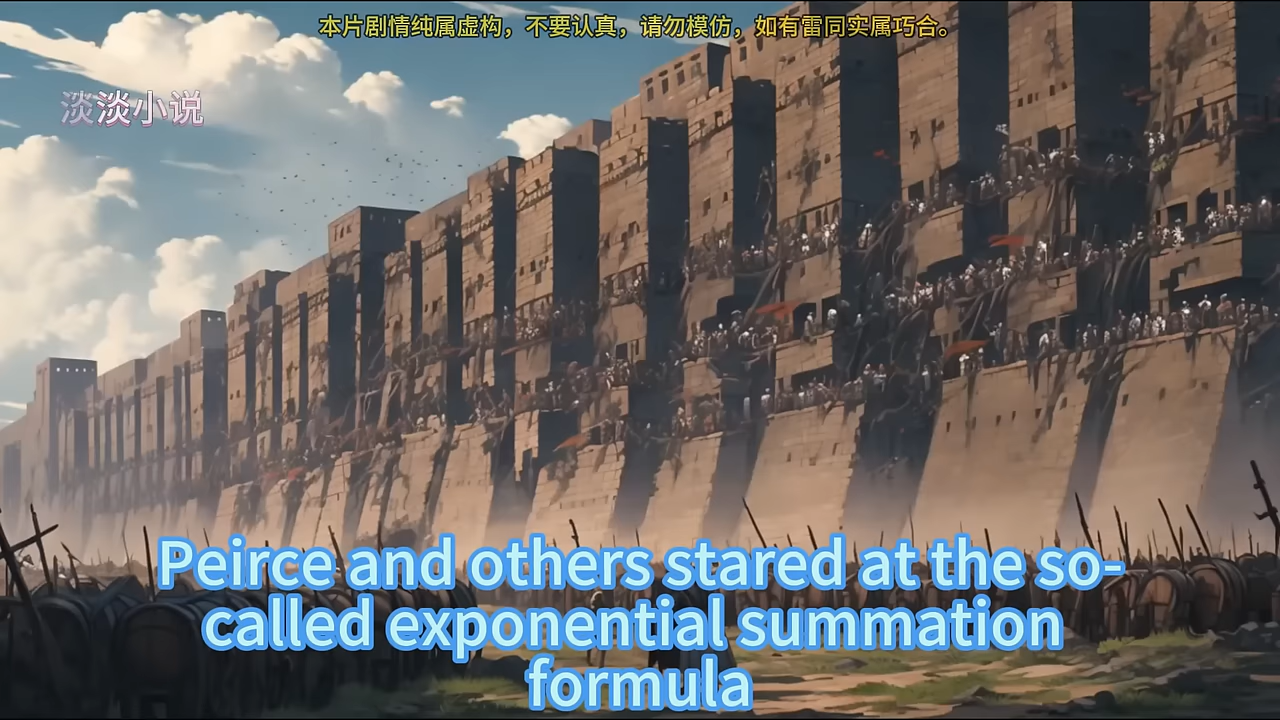 本片剧情纯属虚构，不要认真，请勿模仿，如有雷同实属巧合。
淡淡小说
Peirce and others stared at the so-
called exponential summation
formula